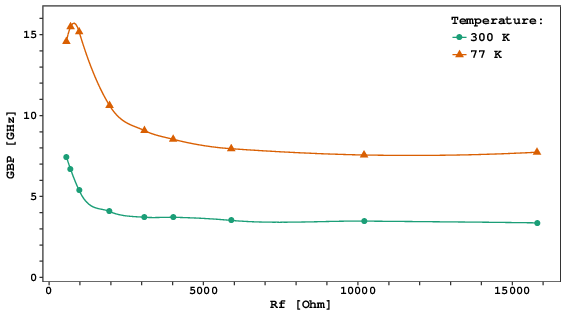 Temperature:
300 K
77 K
15
10
5
0
GBP [GHz]
0 5000 10000 15000
Rf [Ohm]